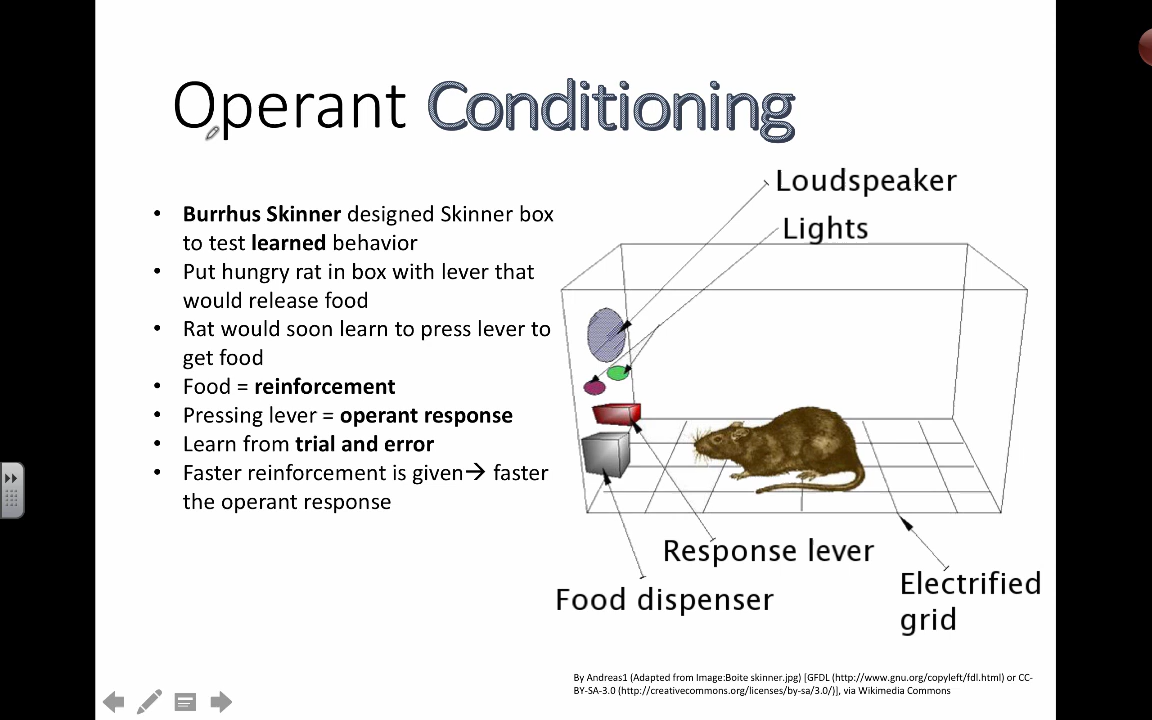 Operant Conditioning
• Burrhus Skinner designed Skinner box
to test learned behavior
• Put hungry rat in box with lever that
would release food
• Rat would soon learn to press lever to
get food
• Food = reinforcement
• Pressing lever = operant response
• Learn from trial and error
• Faster reinforcement is given→ faster
the operant response
Loudspeaker
Lights
Response lever
Food dispenser
Electrified
grid
By Andreas1 (Adapted from Image:Boite skinner.jpg) [GFDL (http://www.gnu.org/copyleft/fdl.html) or CC-
BY-SA-3.0 (http://creativecommons.org/licenses/by-sa/3.0/)], via Wikimedia Commons